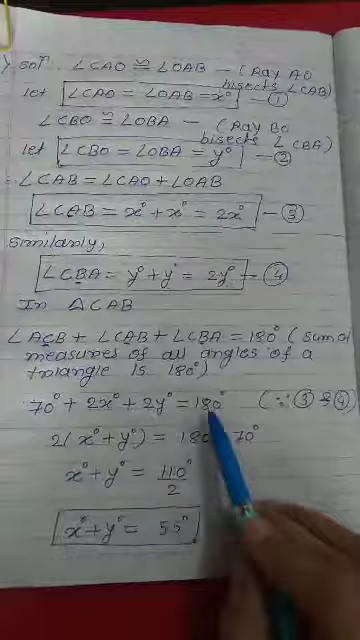 ) solⁿ. ∠CAO ≅ ∠OAB — (Ray AO
bisects ∠CAB)
let ∠CAO = ∠OAB = x° — ①
∠CBO ≅ ∠OBA — (Ray BO
bisects ∠CBA)
let ∠CBO = ∠OBA = y° — ②
∠CAB = ∠CAO + ∠OAB
∠CAB = x° + x° = 2x° — ③
Similarly,
∠CBA = y° + y° = 2y° — ④
In △CAB
∠ACB + ∠CAB + ∠CBA = 180° (sum of
measures of all angles of a
triangle is 180°)
70° + 2x° + 2y° = 180° (∵ ③ & ④)
2(x° + y°) = 180 70°
x° + y° = 110°
2
x° + y° = 55°